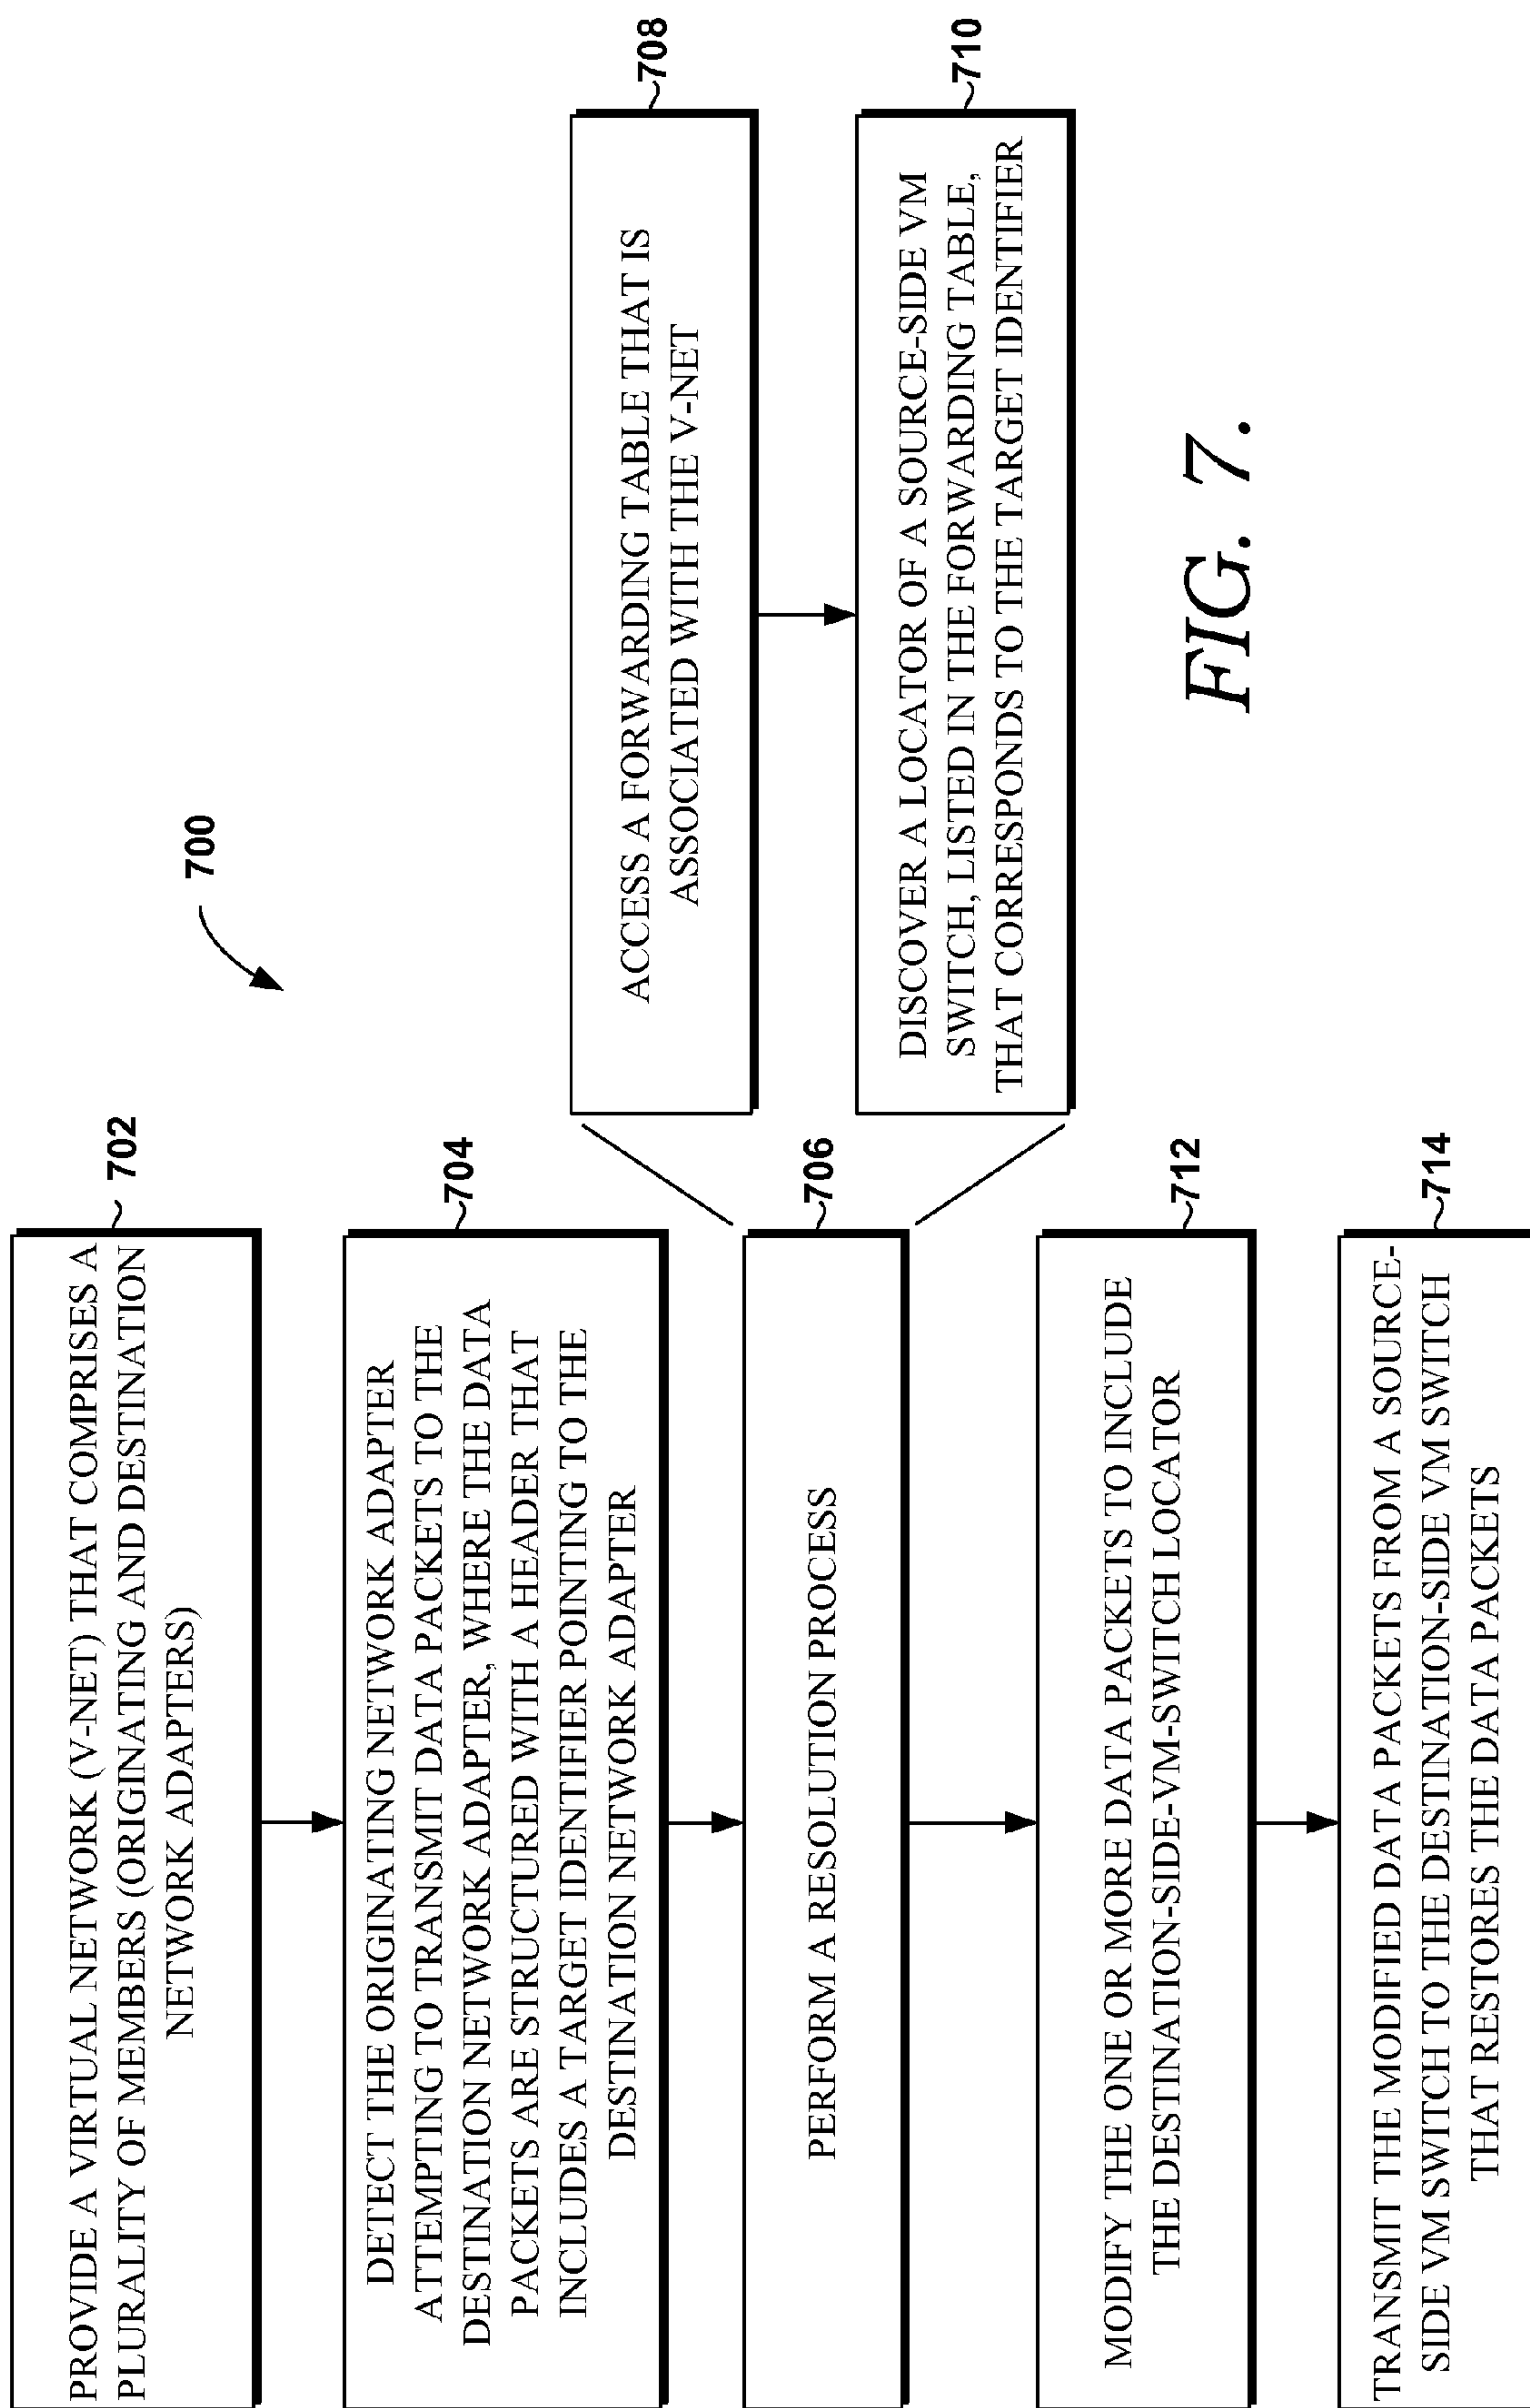 700
PROVIDE A VIRTUAL NETWORK (V-NET) THAT COMPRISES A
PLURALITY OF MEMBERS (ORIGINATING AND DESTINATION
NETWORK ADAPTERS)
702
DETECT THE ORIGINATING NETWORK ADAPTER
ATTEMPTING TO TRANSMIT DATA PACKETS TO THE
DESTINATION NETWORK ADAPTER, WHERE THE DATA
PACKETS ARE STRUCTURED WITH A HEADER THAT
INCLUDES A TARGET IDENTIFIER POINTING TO THE
DESTINATION NETWORK ADAPTER
704
PERFORM A RESOLUTION PROCESS
706
ACCESS A FORWARDING TABLE THAT IS
ASSOCIATED WITH THE V-NET
708
DISCOVER A LOCATOR OF A SOURCE-SIDE VM
SWITCH, LISTED IN THE FORWARDING TABLE,
THAT CORRESPONDS TO THE TARGET IDENTIFIER
710
MODIFY THE ONE OR MORE DATA PACKETS TO INCLUDE
THE DESTINATION-SIDE-VM-SWITCH LOCATOR
712
TRANSMIT THE MODIFIED DATA PACKETS FROM A SOURCE-
SIDE VM SWITCH TO THE DESTINATION-SIDE VM SWITCH
THAT RESTORES THE DATA PACKETS
714
FIG. 7.